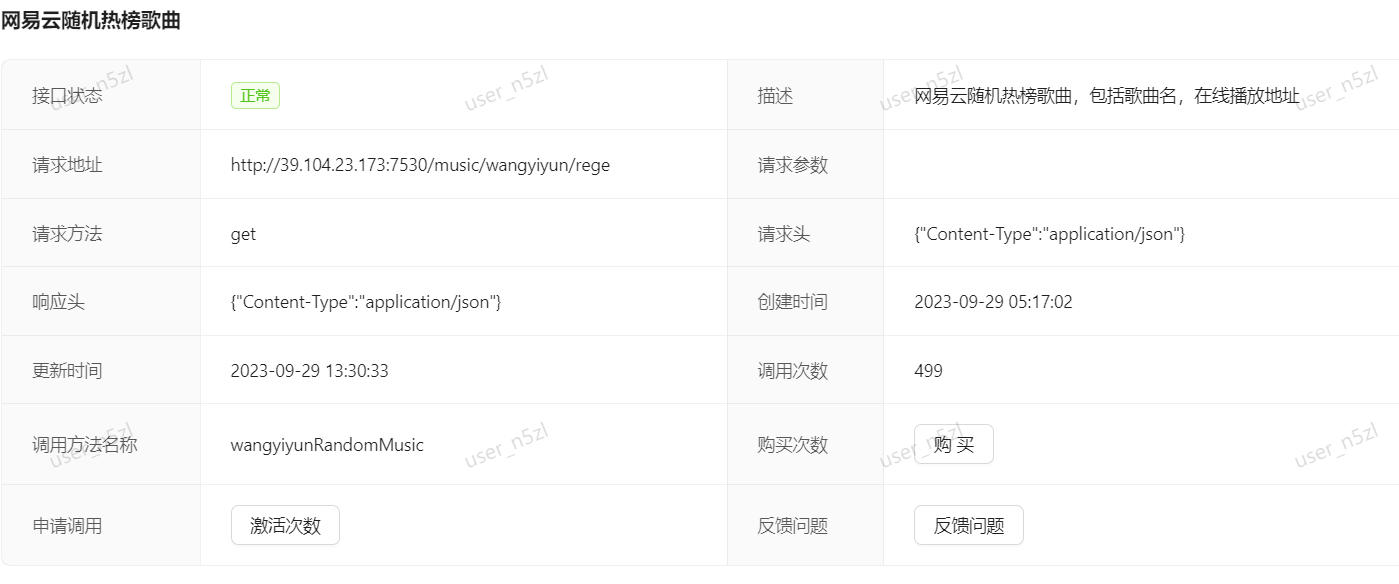 网易云随机热榜歌曲
接口状态 正常 描述 网易云随机热榜歌曲，包括歌曲名，在线播放地址
请求地址 http://39.104.23.173:7530/music/wangyiyun/rege 请求参数
请求方法 get 请求头 {"Content-Type":"application/json"}
响应头 {"Content-Type":"application/json"} 创建时间 2023-09-29 05:17:02
更新时间 2023-09-29 13:30:33 调用次数 499
调用方法名称 wangyiyunRandomMusic 购买次数 购 买
申请调用 激活次数 反馈问题 反馈问题
user_n5zl
user_n5zl
user_n5zl
user_n5zl
user_n5zl
user_n5zl
user_n5zl
user_n5zl